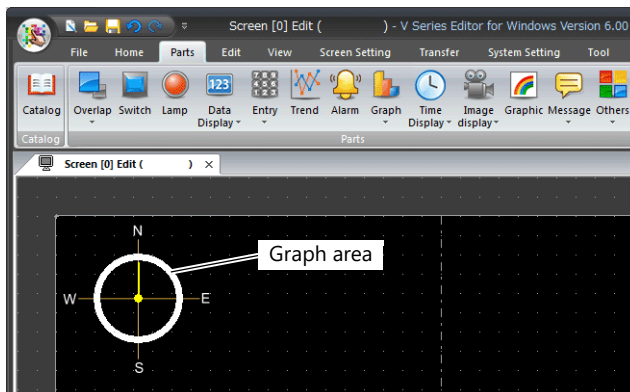 Screen [0] Edit ( ) - V Series Editor for Windows Version 6.00
File Home Parts Edit View Screen Setting Transfer System Setting Tool
123
Catalog Overlap Switch Lamp Data Display Entry Trend Alarm Graph Time Display Image display Graphic Message Others
Catalog Parts
Screen [0] Edit ( ) ×
N
Graph area
W E
S